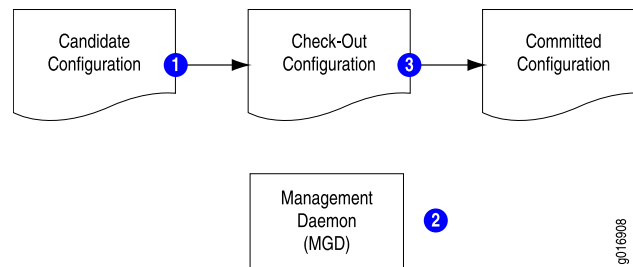 Candidate
Configuration
1
Check-Out
Configuration
3
Committed
Configuration
Management
Daemon
(MGD)
2
g016908